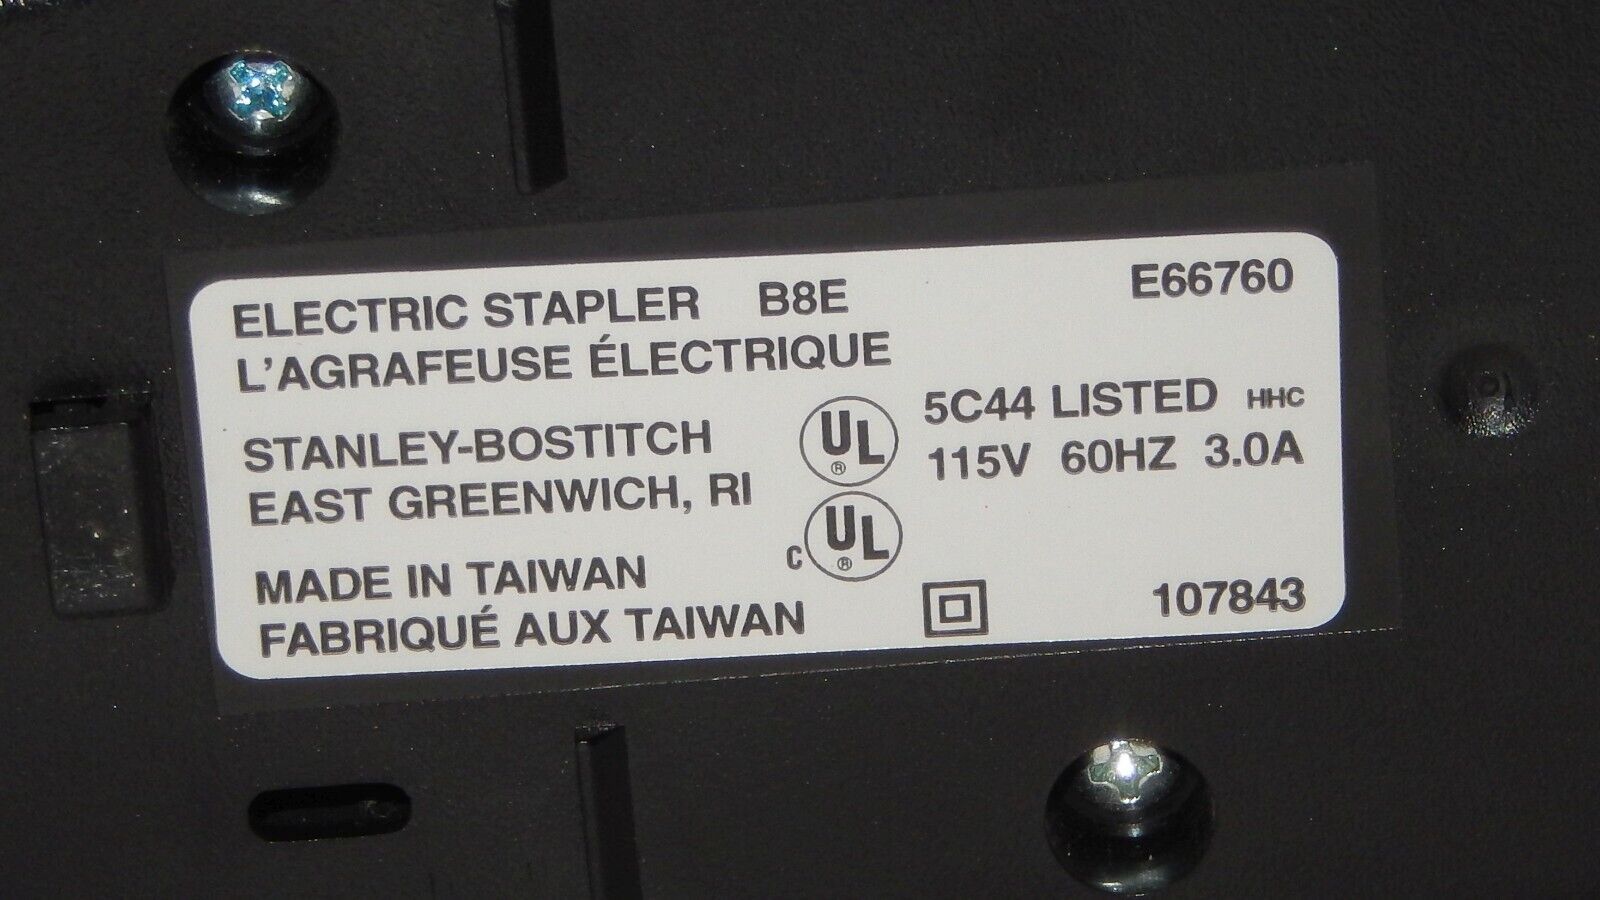 ELECTRIC STAPLER B8E E66760
L'AGRAFEUSE ÉLECTRIQUE
STANLEY-BOSTITCH
EAST GREENWICH, RI
UL ®
5C44 LISTED HHC
115V 60HZ 3.0A
C UL ®
MADE IN TAIWAN
FABRIQUÉ AUX TAIWAN
107843